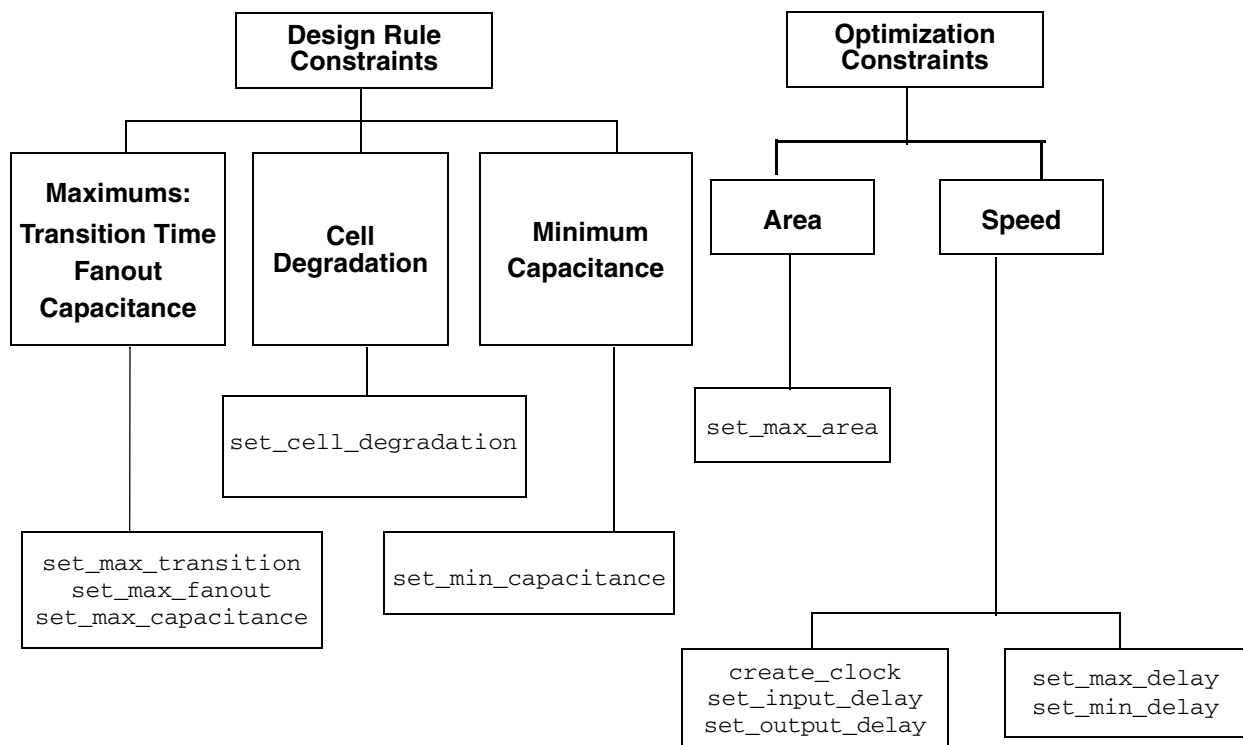 Design Rule
Constraints
Optimization
Constraints
Maximums:
Transition Time
Fanout
Capacitance
Cell
Degradation
Minimum
Capacitance
Area
Speed
set_cell_degradation
set_max_area
set_max_transition
set_max_fanout
set_max_capacitance
set_min_capacitance
create_clock
set_input_delay
set_output_delay
set_max_delay
set_min_delay